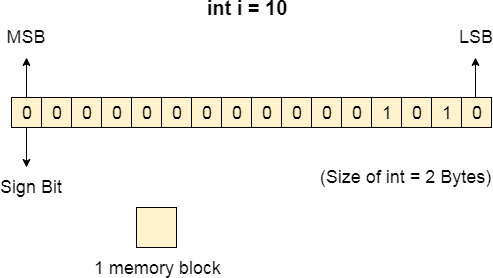 int i = 10
MSB
LSB
0 0 0 0 0 0 0 0 0 0 0 0 1 0 1 0
Sign Bit
(Size of int = 2 Bytes)
1 memory block